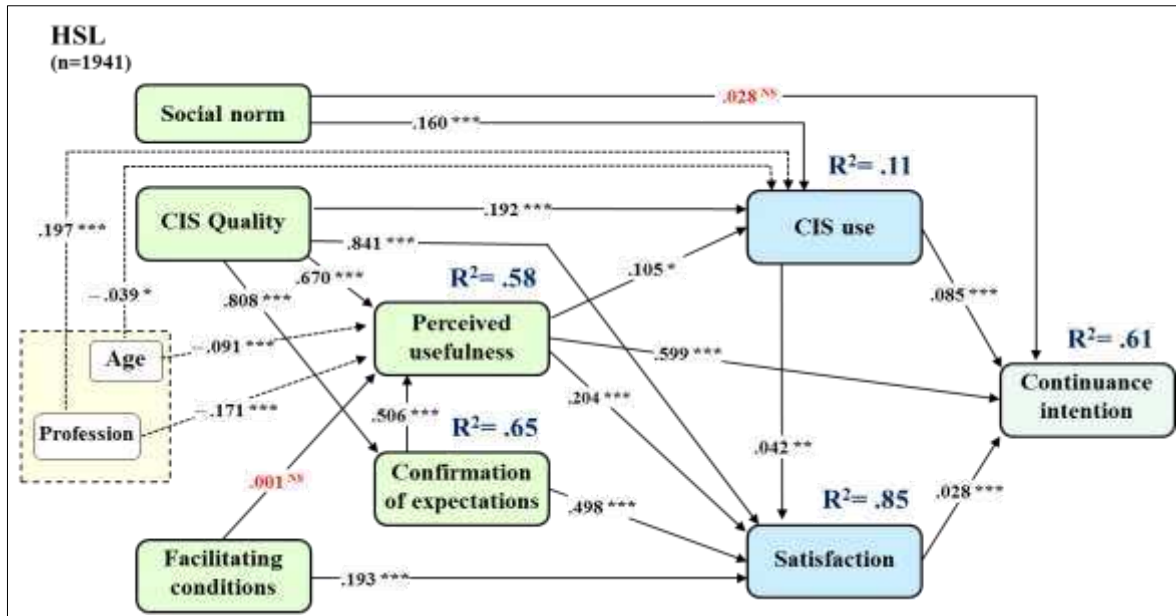 HSL
(n=1941)
Social norm
.028 NS
.160 ***
R²= .11
CIS Quality
.192 ***
CIS use
.197 ***
.841 ***
.670 ***
R²= .58
.105 *
.808 ***
– .039 *
.085 ***
Perceived
usefulness
R²= .61
Age
– .091 ***
.599 ***
Continuance
intention
.204 ***
– .171 ***
.506 ***
Profession
R²= .65
.042 **
Confirmation
of expectations
.001 NS
R²= .85
.028 ***
.498 ***
Satisfaction
Facilitating
conditions
.193 ***